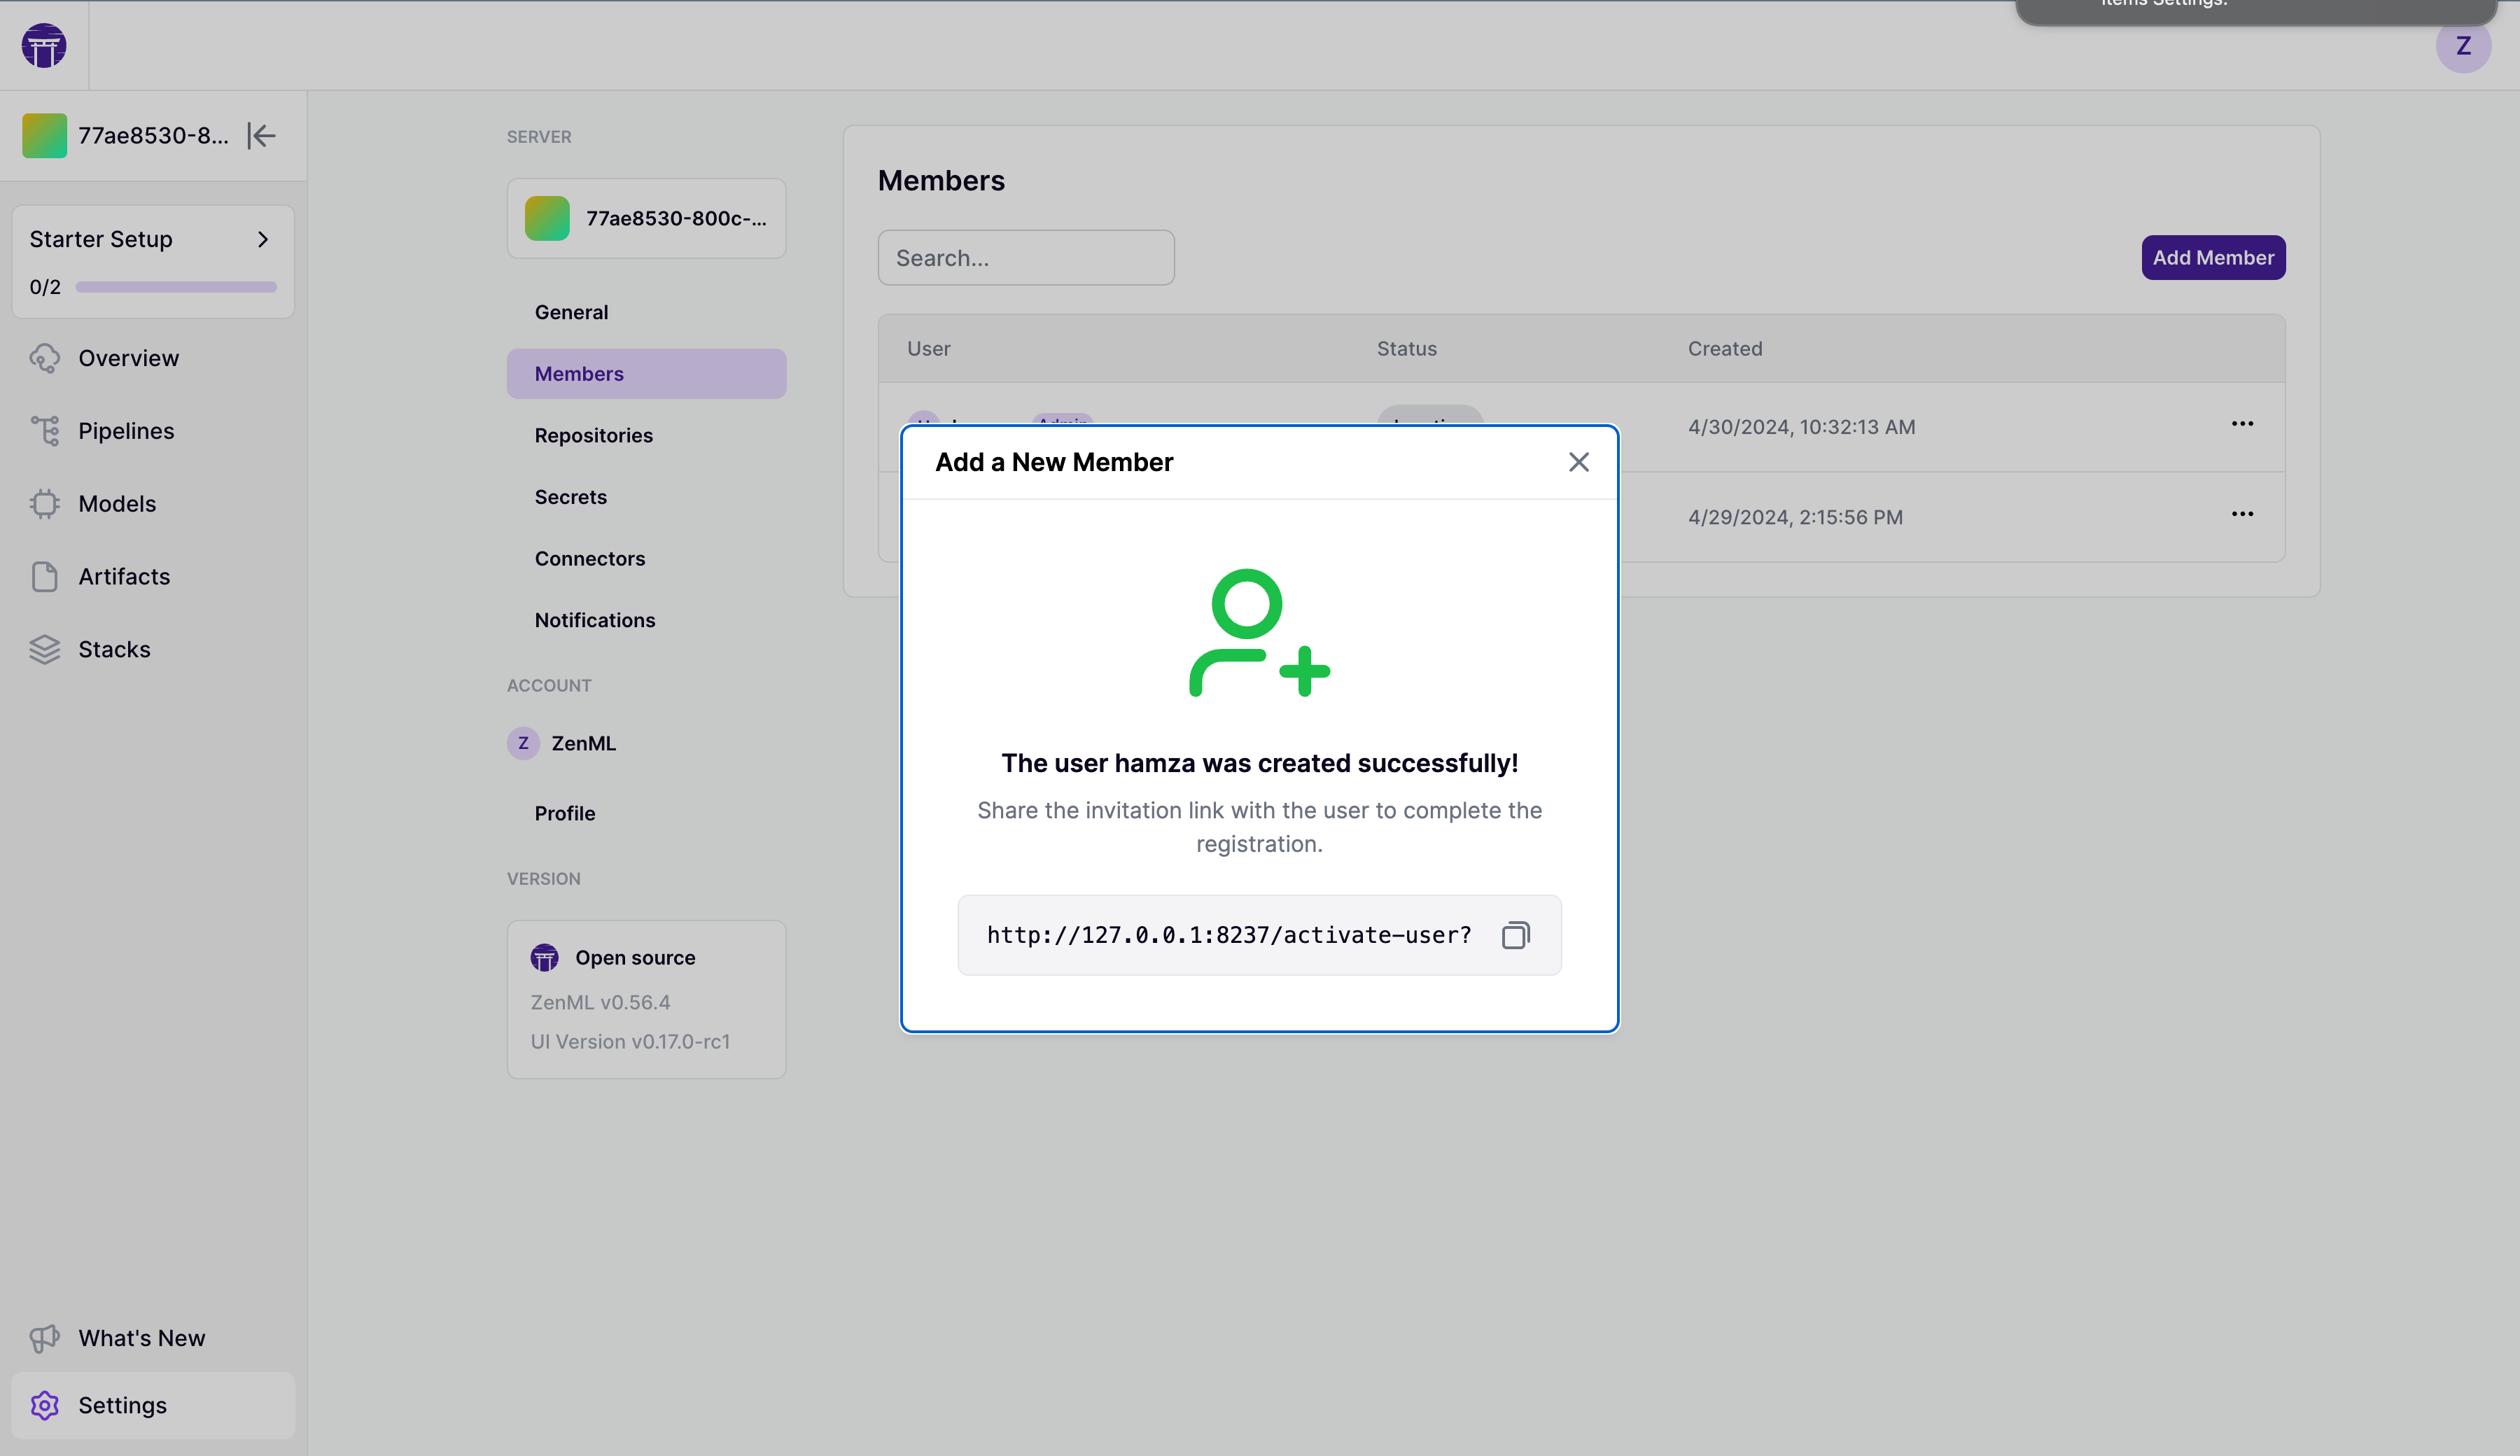 Items Settings.
Z
77ae8530-8...
Starter Setup
0/2
Overview
Pipelines
Models
Artifacts
Stacks
What's New
Settings
SERVER
77ae8530-800c-...
General
Members
Repositories
Secrets
Connectors
Notifications
ACCOUNT
Z ZenML
Profile
VERSION
Open source
ZenML v0.56.4
UI Version v0.17.0-rc1
Members
Search...
Add Member
User Status Created
Admin 4/30/2024, 10:32:13 AM
4/29/2024, 2:15:56 PM
Add a New Member
The user hamza was created successfully!
Share the invitation link with the user to complete the
registration.
http://127.0.0.1:8237/activate-user?